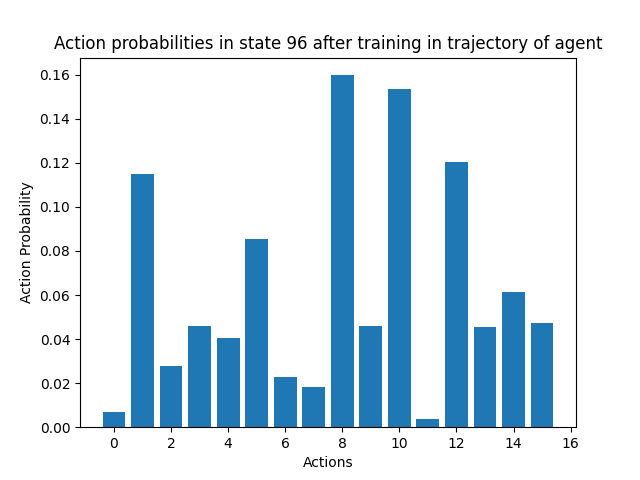 Action probabilities in state 96 after training in trajectory of agent
0.16
0.14
0.12
0.10
0.08
0.06
0.04
0.02
0.00
Action Probability
0 2 4 6 8 10 12 14 16
Actions